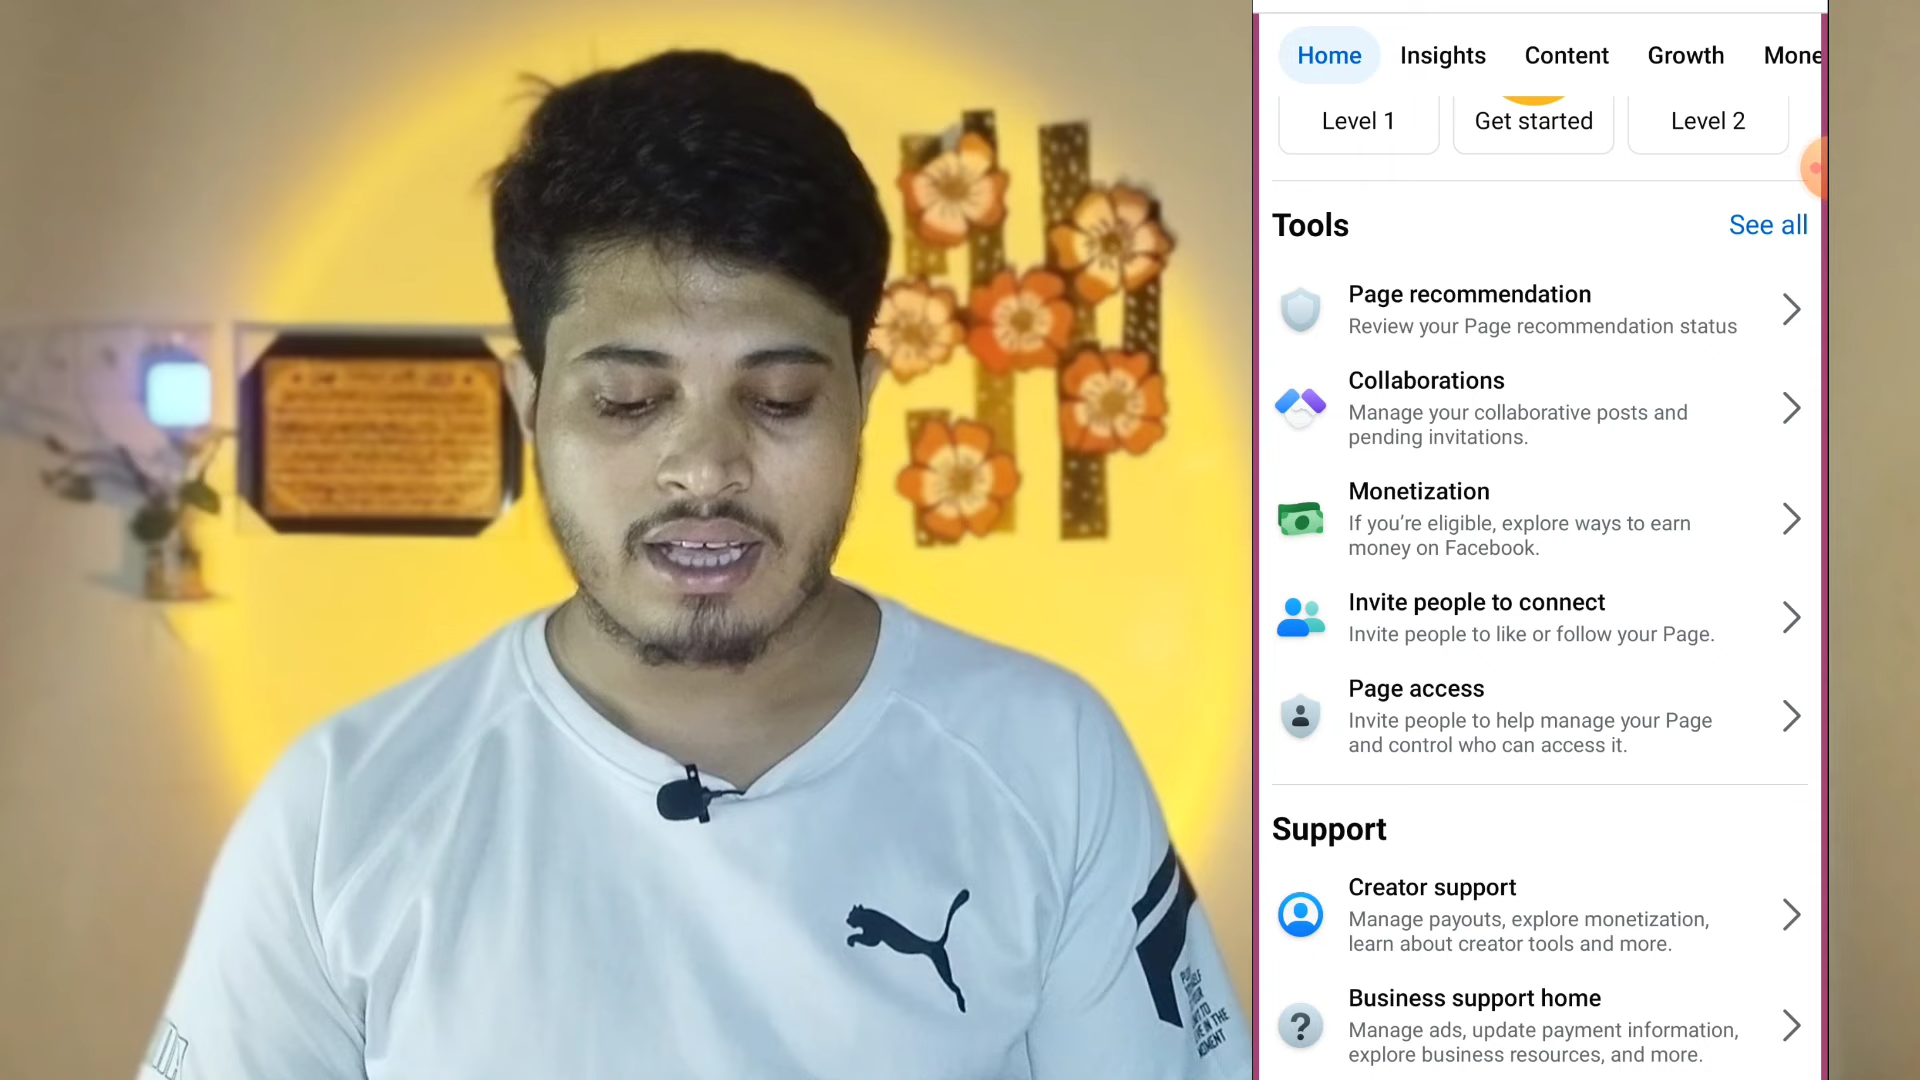 Home Insights Content Growth Mone
Level 1 Get started Level 2
Tools See all
Page recommendation
Review your Page recommendation status
Collaborations
Manage your collaborative posts and
pending invitations.
Monetization
If you’re eligible, explore ways to earn
money on Facebook.
Invite people to connect
Invite people to like or follow your Page.
Page access
Invite people to help manage your Page
and control who can access it.
Support
Creator support
Manage payouts, explore monetization,
learn about creator tools and more.
Business support home
Manage ads, update payment information,
explore business resources, and more.
IN THE
MOMENT